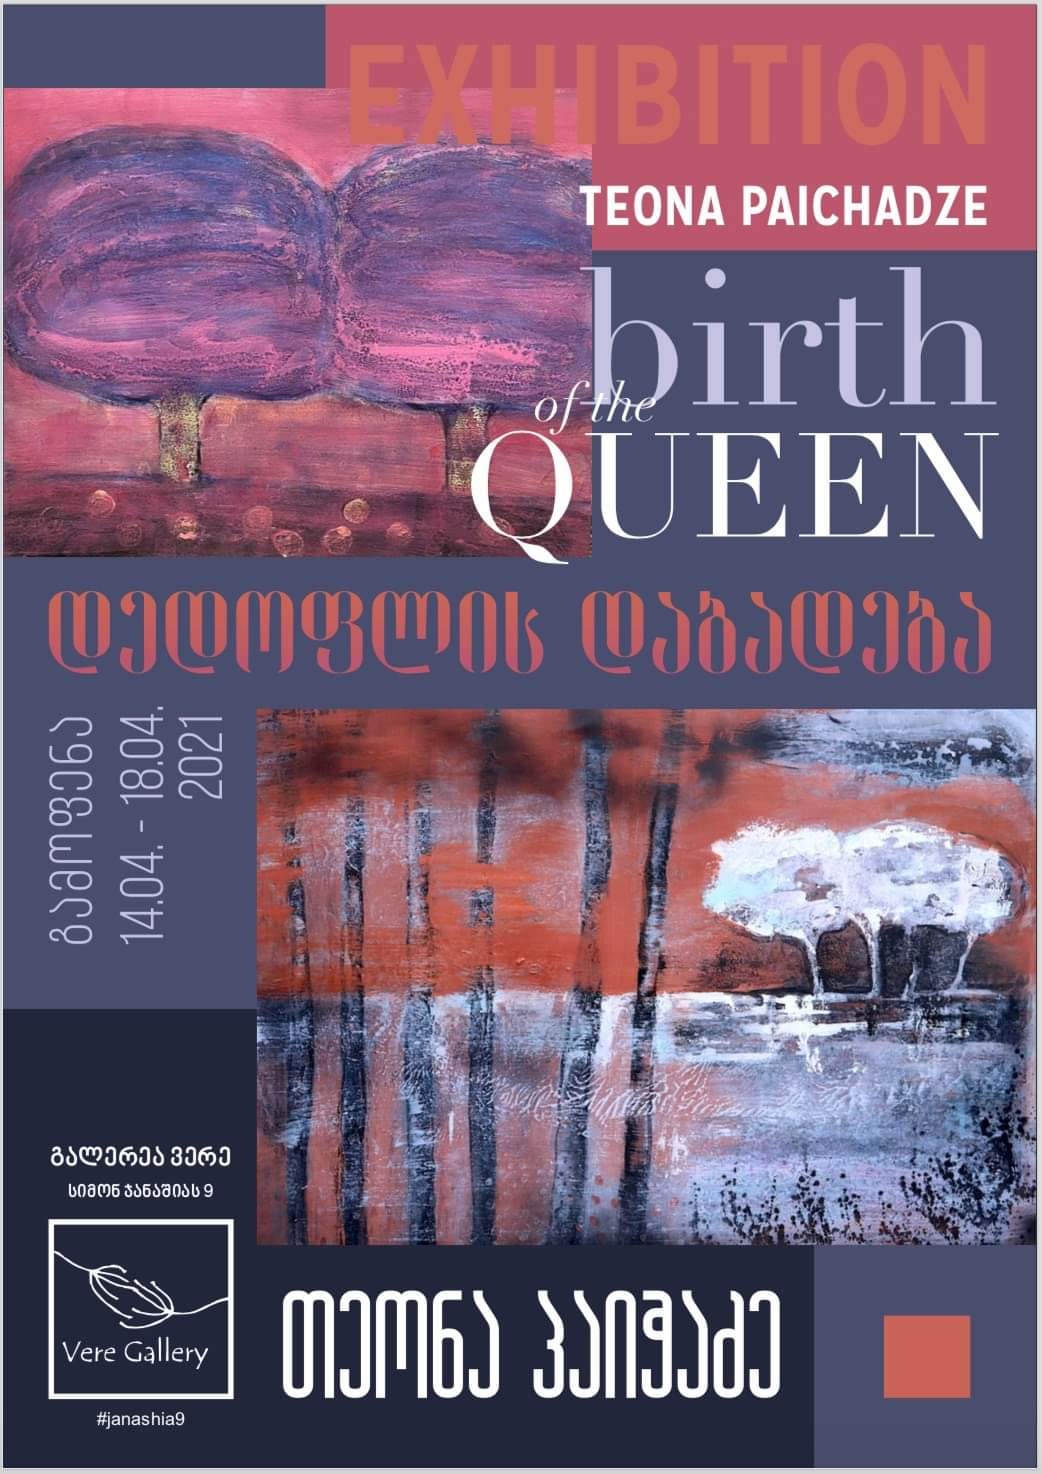 EXHIBITION
TEONA PAICHADZE
birth
of the
QUEEN
დედოფლის დაბადება
გამოფენა
14.04. - 18.04.
2021
გალერეა ვერე
სიმონ ჯანაშიას 9
Vere Gallery
#janashia9
თეონა პაიჭაძე